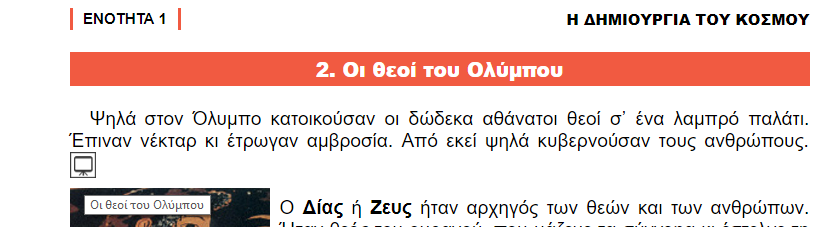 ΕΝΟΤΗΤΑ 1
Η ΔΗΜΙΟΥΡΓΙΑ ΤΟΥ ΚΟΣΜΟΥ
2. Οι θεοί του Ολύμπου
Ψηλά στον Όλυμπο κατοικούσαν οι δώδεκα αθάνατοι θεοί σ' ένα λαμπρό παλάτι.
Έπιναν νέκταρ κι έτρωγαν αμβροσία. Από εκεί ψηλά κυβερνούσαν τους ανθρώπους.
Οι θεοί του Ολύμπου
Ο Δίας ή Ζευς ήταν αρχηγός των θεών και των ανθρώπων.